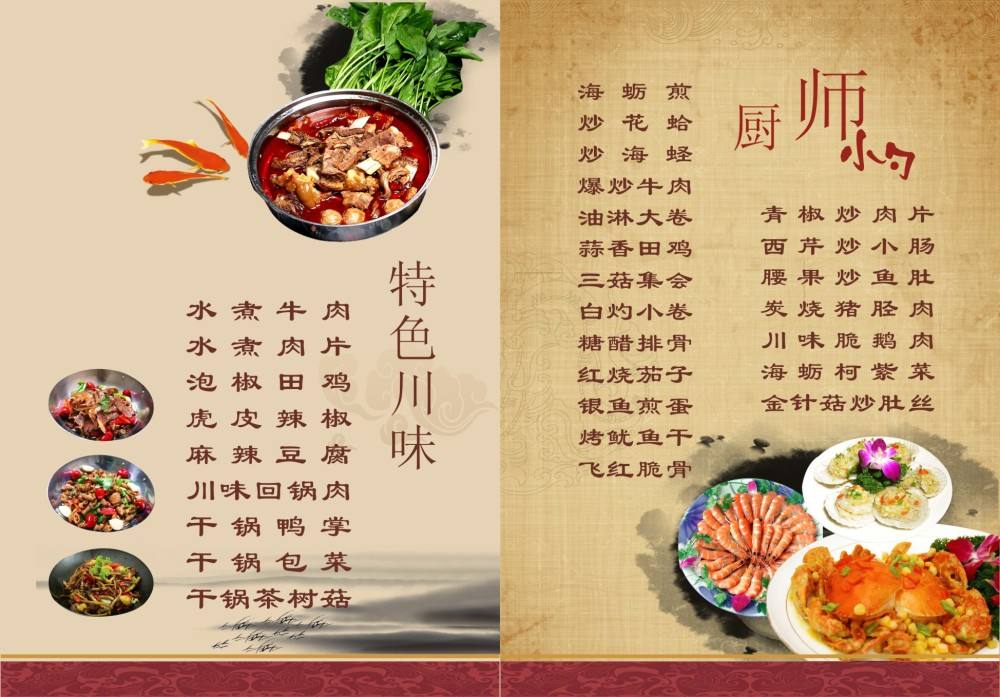 特色川味
水煮牛肉
水煮肉片
泡椒田鸡
虎皮辣椒
麻辣豆腐
川味回锅肉
干锅鸭掌
干锅包菜
干锅茶树菇
厨师小勺
海蛎煎
炒花蛤
炒海蛏
爆炒牛肉
油淋大卷
蒜香田鸡
三菇集会
白灼小卷
糖醋排骨
红烧茄子
银鱼煎蛋
烤鱿鱼干
飞红脆骨
青椒炒肉片
西芹炒小肠
腰果炒鱼肚
炭烧猪胫肉
川味脆鹅肉
海蛎柯紫菜
金针菇炒肚丝